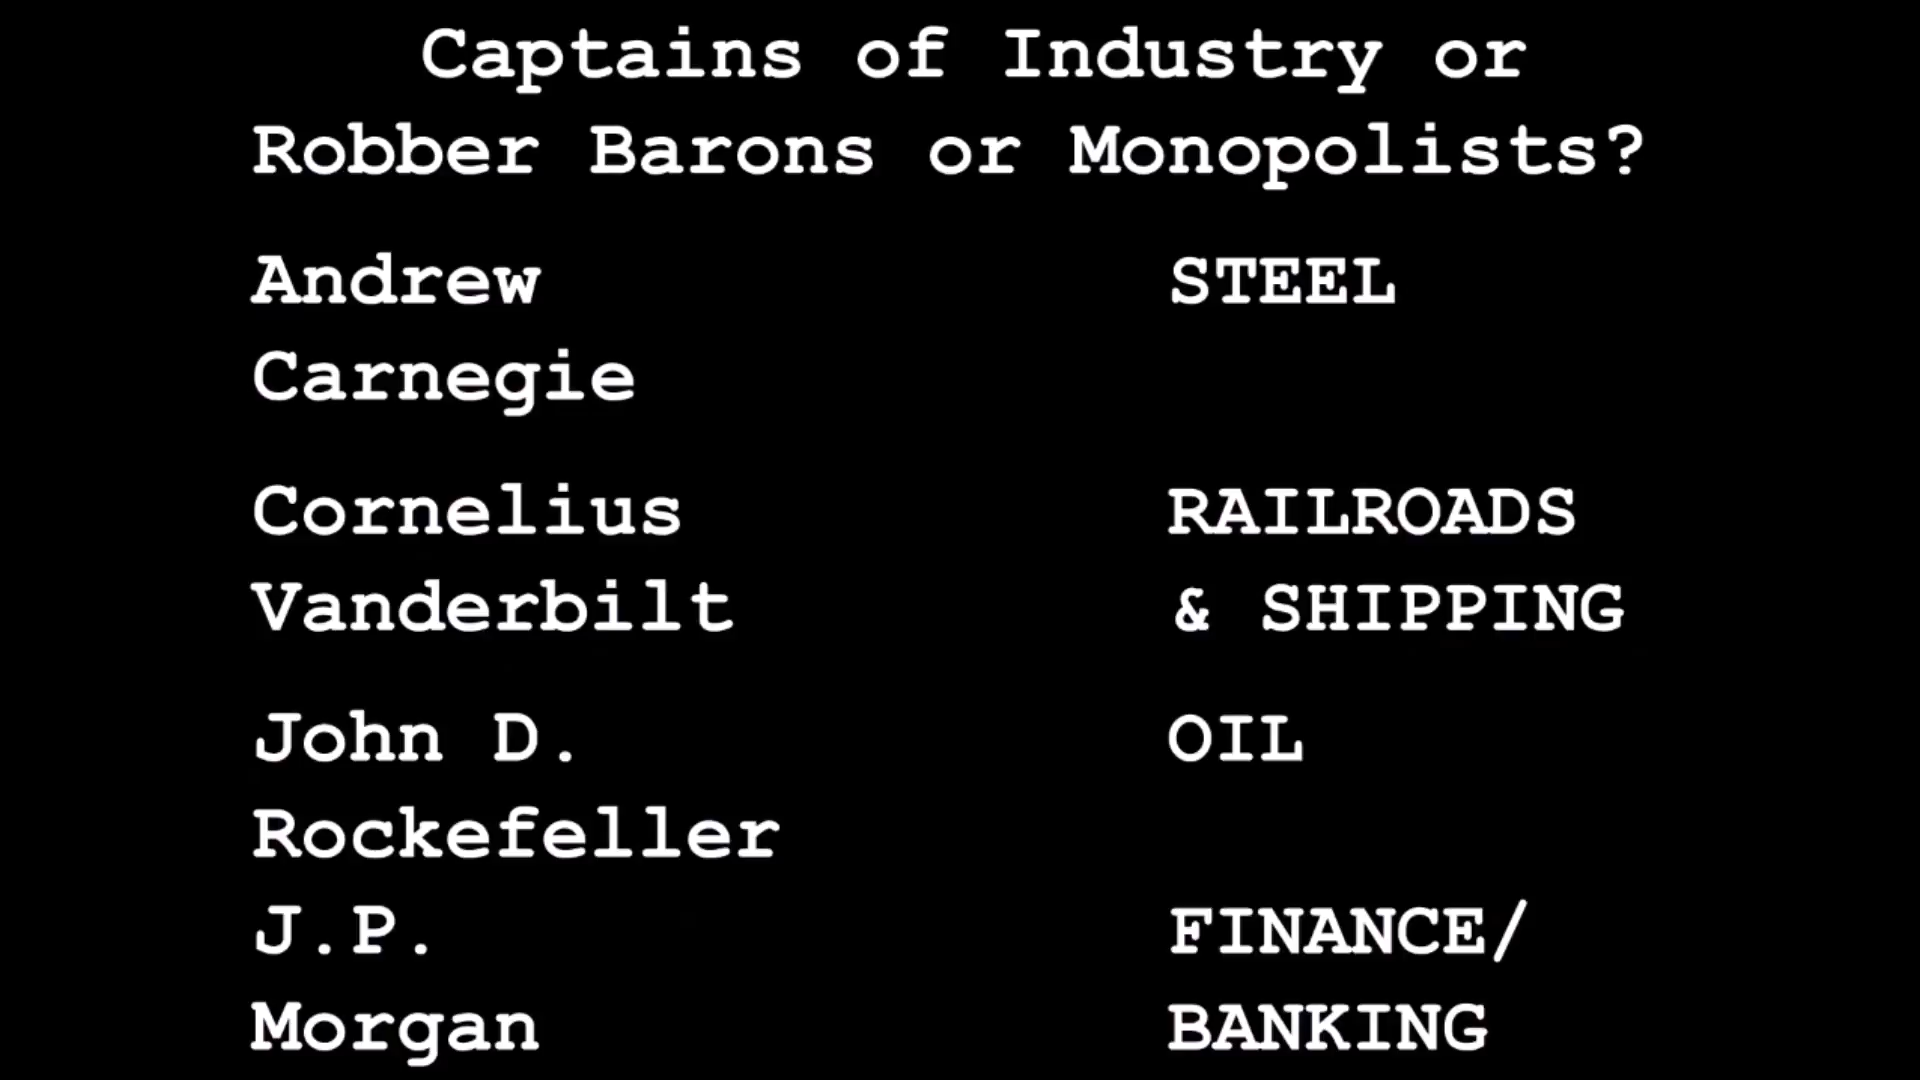 Captains of Industry or
Robber Barons or Monopolists?
Andrew STEEL
Carnegie
Cornelius RAILROADS
Vanderbilt & SHIPPING
John D. OIL
Rockefeller
J.P. FINANCE/
Morgan BANKING